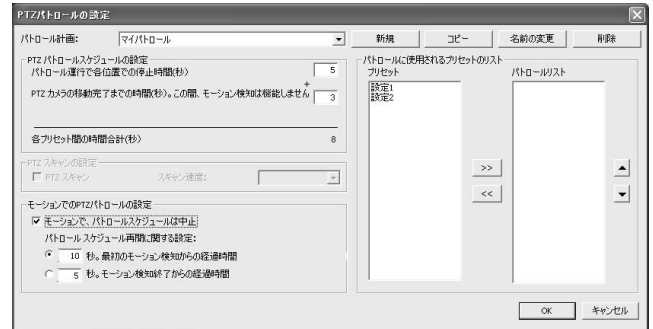 PTZパトロールの設定
パトロール計画: マイパトロール 新規 コピー 名前の変更 削除
PTZ パトロールスケジュールの設定
パトロール運行で各位置での停止時間(秒) 5
+
PTZ カメラの移動完了までの時間(秒)。この間、モーション検知は機能しません 3
各プリセット間の時間合計(秒) 8
PTZ スキャンの設定
PTZ スキャン スキャン速度:
モーションでのPTZパトロールの設定
モーションで、パトロールスケジュールは中止
パトロール スケジュール再開に関する設定:
10 秒。最初のモーション検知からの経過時間
5 秒。モーション検知終了からの経過時間
パトロールに使用されるプリセットのリスト
プリセット パトロールリスト
設定1
設定2
>>
<<
OK キャンセル